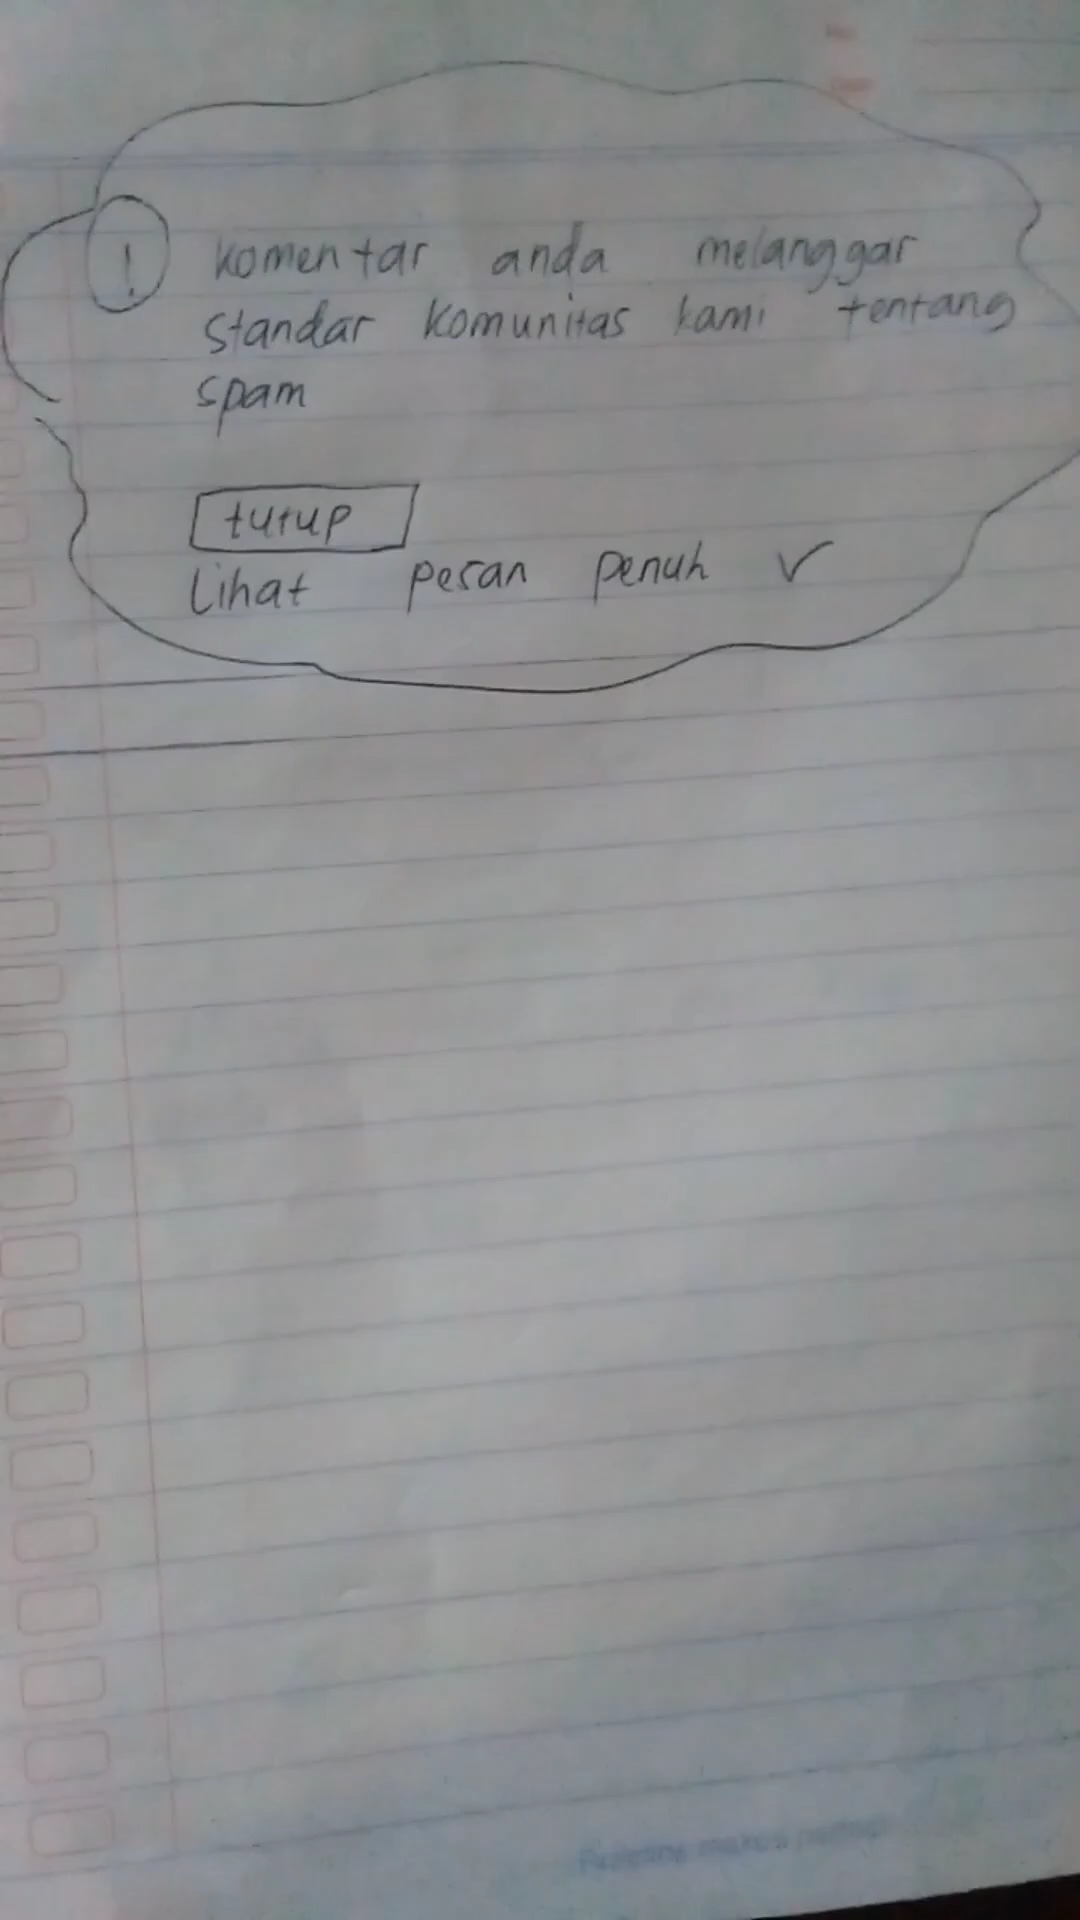 ! komentar anda melanggar
standar komunitas kami tentang
spam
tutup
Lihat pesan penuh